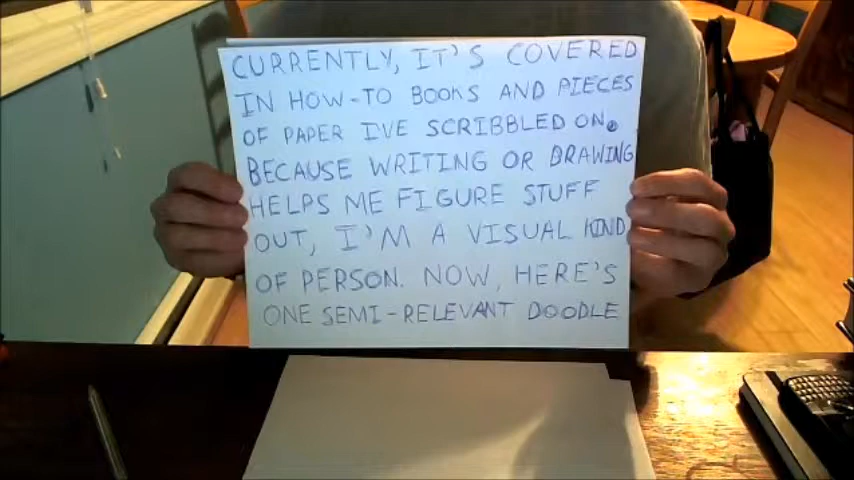 CURRENTLY, IT'S COVERED
IN HOW-TO BOOKS AND PIECES
OF PAPER I'VE SCRIBBLED ON.
BECAUSE WRITING OR DRAWING
HELPS ME FIGURE STUFF
OUT, I'M A VISUAL KIND
OF PERSON. NOW, HERE'S
ONE SEMI-RELEVANT DOODLE